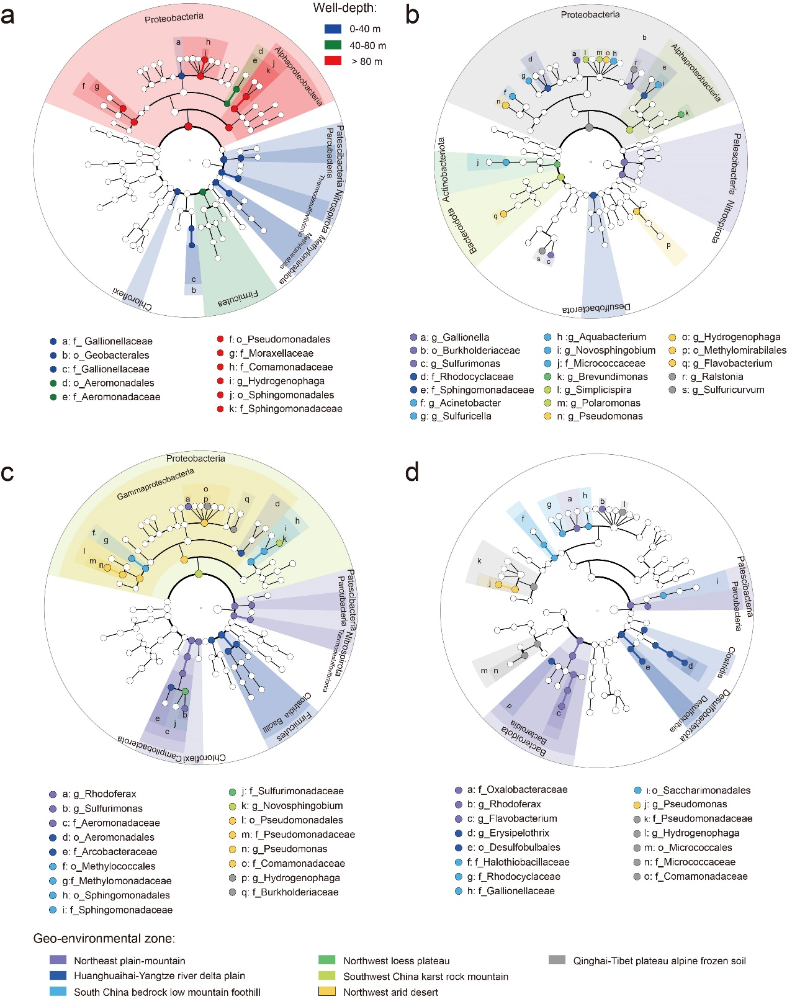 a
Well-depth:
0-40 m
40-80 m
> 80 m
Proteobacteria
a
h
i
d
e
j
k
Alphaproteobacteria
f
g
Patescibacteria
Parcubacteria
Nitrospirota
Thermodesulfovibrionia
Methylomirabilota
Methylomirabilia
c
b
Firmicutes
Chloroflexi
a: f_ Gallionellaceae
b: o_Geobacterales
c: f_Gallionellaceae
d: o_Aeromonadales
e: f_Aeromonadaceae
f: o_Pseudomonadales
g: f_Moraxellaceae
h: f_Comamonadaceae
i: g_Hydrogenophaga
j: o_Sphingomonadales
k: f_Sphingomonadaceae
b
Proteobacteria
b
d
a
l
m
o
h
r
e
g
i
f
n
k
Alphaproteobacteria
Actinobacteriota
j
Bacteroidota
q
s
c
Desulfobacterota
p
Patescibacteria
Nitrospirota
a: g_Gallionella
b: o_Burkholderiaceae
c: g_Sulfurimonas
d: f_Rhodocyclaceae
e: f_Sphingomonadaceae
f: g_Acinetobacter
g: g_Sulfuricella
h :g_Aquabacterium
i: g_Novosphingobium
j: f_Micrococcaceae
k: g_Brevundimonas
l: g_Simplicispira
m: g_Polaromonas
n: g_Pseudomonas
o: g_Hydrogenophaga
p: o_Methylomirabilales
q: g_Flavobacterium
r: g_Ralstonia
s: g_Sulfuricurvum
c
Proteobacteria
Gammaproteobacteria
o
a
p
q
d
h
i
k
f
g
l
m
n
Patescibacteria
Parcubacteria
Nitrospirota
Thermodesulfovibrionia
Clostridia
Bacilli
Firmicutes
Chloroflexi
Campilobacterota
e
b
j
c
a: g_Rhodoferax
b: g_Sulfurimonas
c: f_Aeromonadaceae
d: o_Aeromonadales
e: f_Arcobacteraceae
f: o_Methylococcales
g:f_Methylomonadaceae
h: o_Sphingomonadales
i: f_Sphingomonadaceae
j: f_Sulfurimonadaceae
k: g_Novosphingobium
l: o_Pseudomonadales
m: f_Pseudomonadaceae
n: g_Pseudomonas
o: f_Comamonadaceae
p: g_Hydrogenophaga
q: f_Burkholderiaceae
d
g
a
h
b
l
f
k
j
i
Patescibacteria
Parcubacteria
Clostridia
d
e
Desulfobacterota
Desulfobulbia
m
n
p
c
Bacteroidia
Bacteroidota
a: f_Oxalobacteraceae
b: g_Rhodoferax
c: g_Flavobacterium
d: g_Erysipelothrix
e: o_Desulfobulbales
f: f_Halothiobacillaceae
g: f_Rhodocyclaceae
h: f_Gallionellaceae
i: o_Saccharimonadales
j: g_Pseudomonas
k: f_Pseudomonadaceae
l: g_Hydrogenophaga
m: o_Micrococcales
n: f_Micrococcaceae
o: f_Comamonadaceae
Geo-environmental zone:
Northeast plain-mountain
Huanghuaihai-Yangtze river delta plain
South China bedrock low mountain foothill
Northwest loess plateau
Southwest China karst rock mountain
Northwest arid desert
Qinghai-Tibet plateau alpine frozen soil